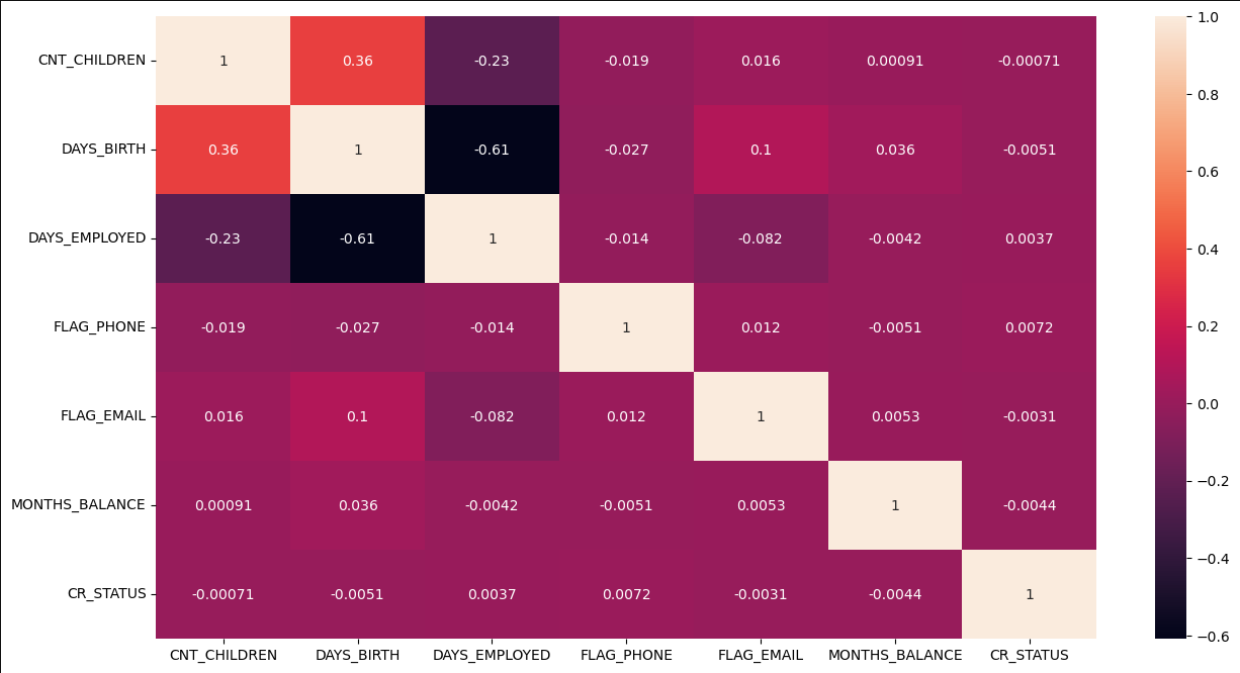 CNT_CHILDREN 1 0.36 -0.23 -0.019 0.016 0.00091 -0.00071
DAYS_BIRTH 0.36 1 -0.61 -0.027 0.1 0.036 -0.0051
DAYS_EMPLOYED -0.23 -0.61 1 -0.014 -0.082 -0.0042 0.0037
FLAG_PHONE -0.019 -0.027 -0.014 1 0.012 -0.0051 0.0072
FLAG_EMAIL 0.016 0.1 -0.082 0.012 1 0.0053 -0.0031
MONTHS_BALANCE 0.00091 0.036 -0.0042 -0.0051 0.0053 1 -0.0044
CR_STATUS -0.00071 -0.0051 0.0037 0.0072 -0.0031 -0.0044 1
CNT_CHILDREN DAYS_BIRTH DAYS_EMPLOYED FLAG_PHONE FLAG_EMAIL MONTHS_BALANCE CR_STATUS
1.0
0.8
0.6
0.4
0.2
0.0
−0.2
−0.4
−0.6